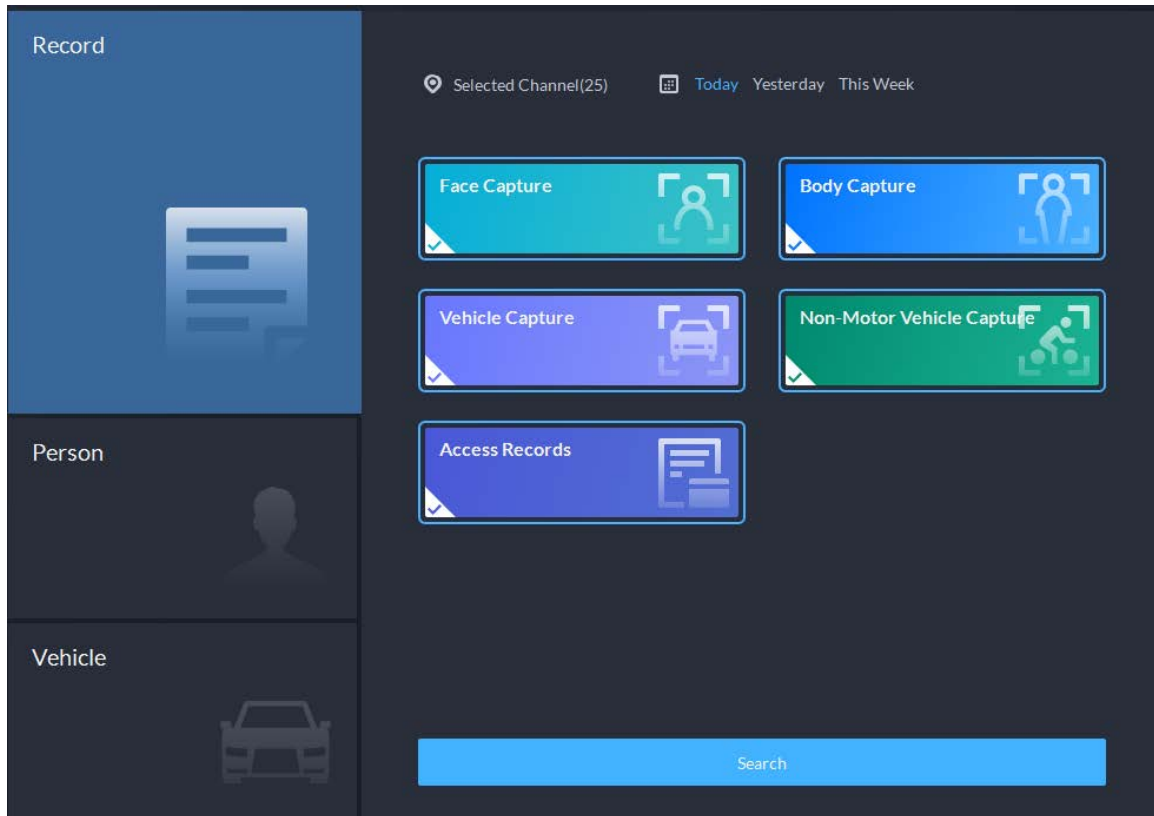 Record
Selected Channel(25) Today Yesterday This Week
Face Capture
Body Capture
Vehicle Capture
Non-Motor Vehicle Capture
Access Records
Person
Vehicle
Search